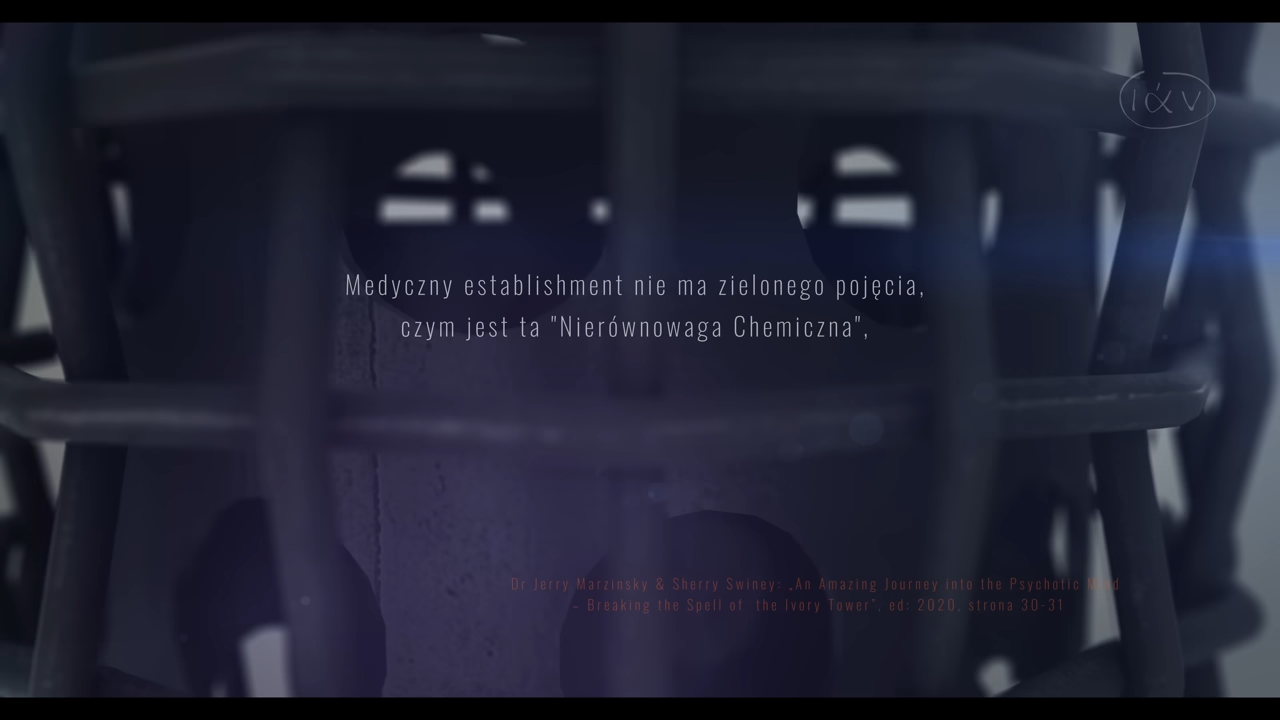 IάV
Medyczny establishment nie ma zielonego pojęcia,
czym jest ta "Nierównowaga Chemiczna",
Dr Jerry Marzinsky & Sherry Swiney: „An Amazing Journey into the Psychotic Mind
– Breaking the Spell of the Ivory Tower”, ed: 2020, strona 30-31